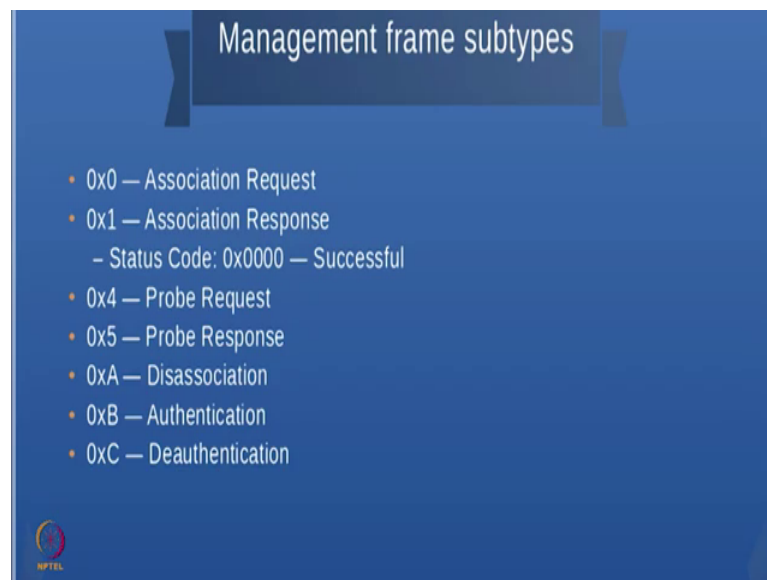 Management frame subtypes
• 0x0 — Association Request
• 0x1 — Association Response
– Status Code: 0x0000 — Successful
• 0x4 — Probe Request
• 0x5 — Probe Response
• 0xA — Disassociation
• 0xB — Authentication
• 0xC — Deauthentication
NPTEL